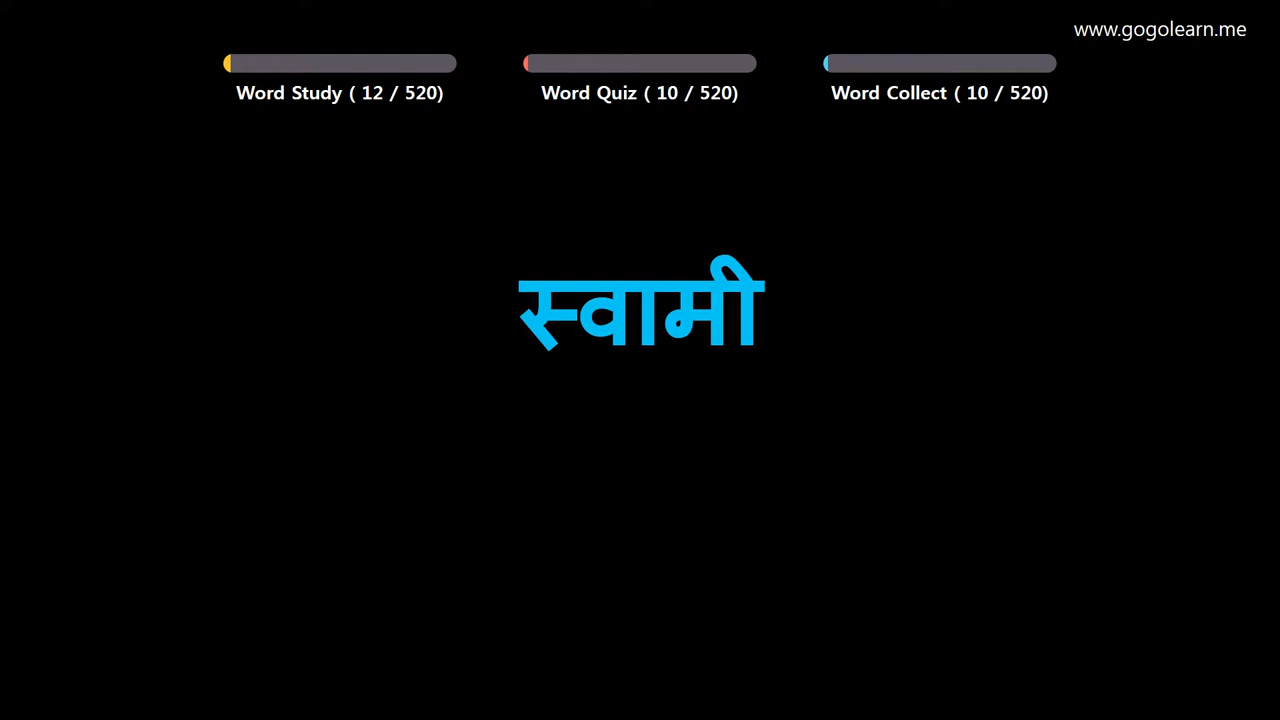 www.gogolearn.me
Word Study ( 12 / 520)
Word Quiz ( 10 / 520)
Word Collect ( 10 / 520)
स्वामी